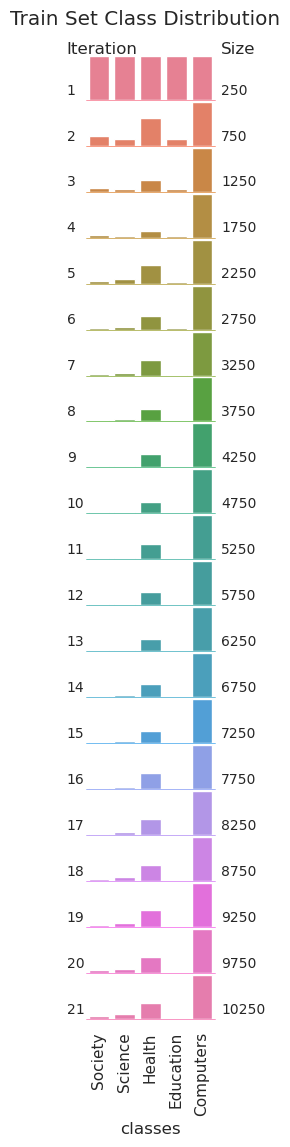 Train Set Class Distribution
Iteration Size
1 250
2 750
3 1250
4 1750
5 2250
6 2750
7 3250
8 3750
9 4250
10 4750
11 5250
12 5750
13 6250
14 6750
15 7250
16 7750
17 8250
18 8750
19 9250
20 9750
21 10250
Society
Science
Health
Education
Computers
classes